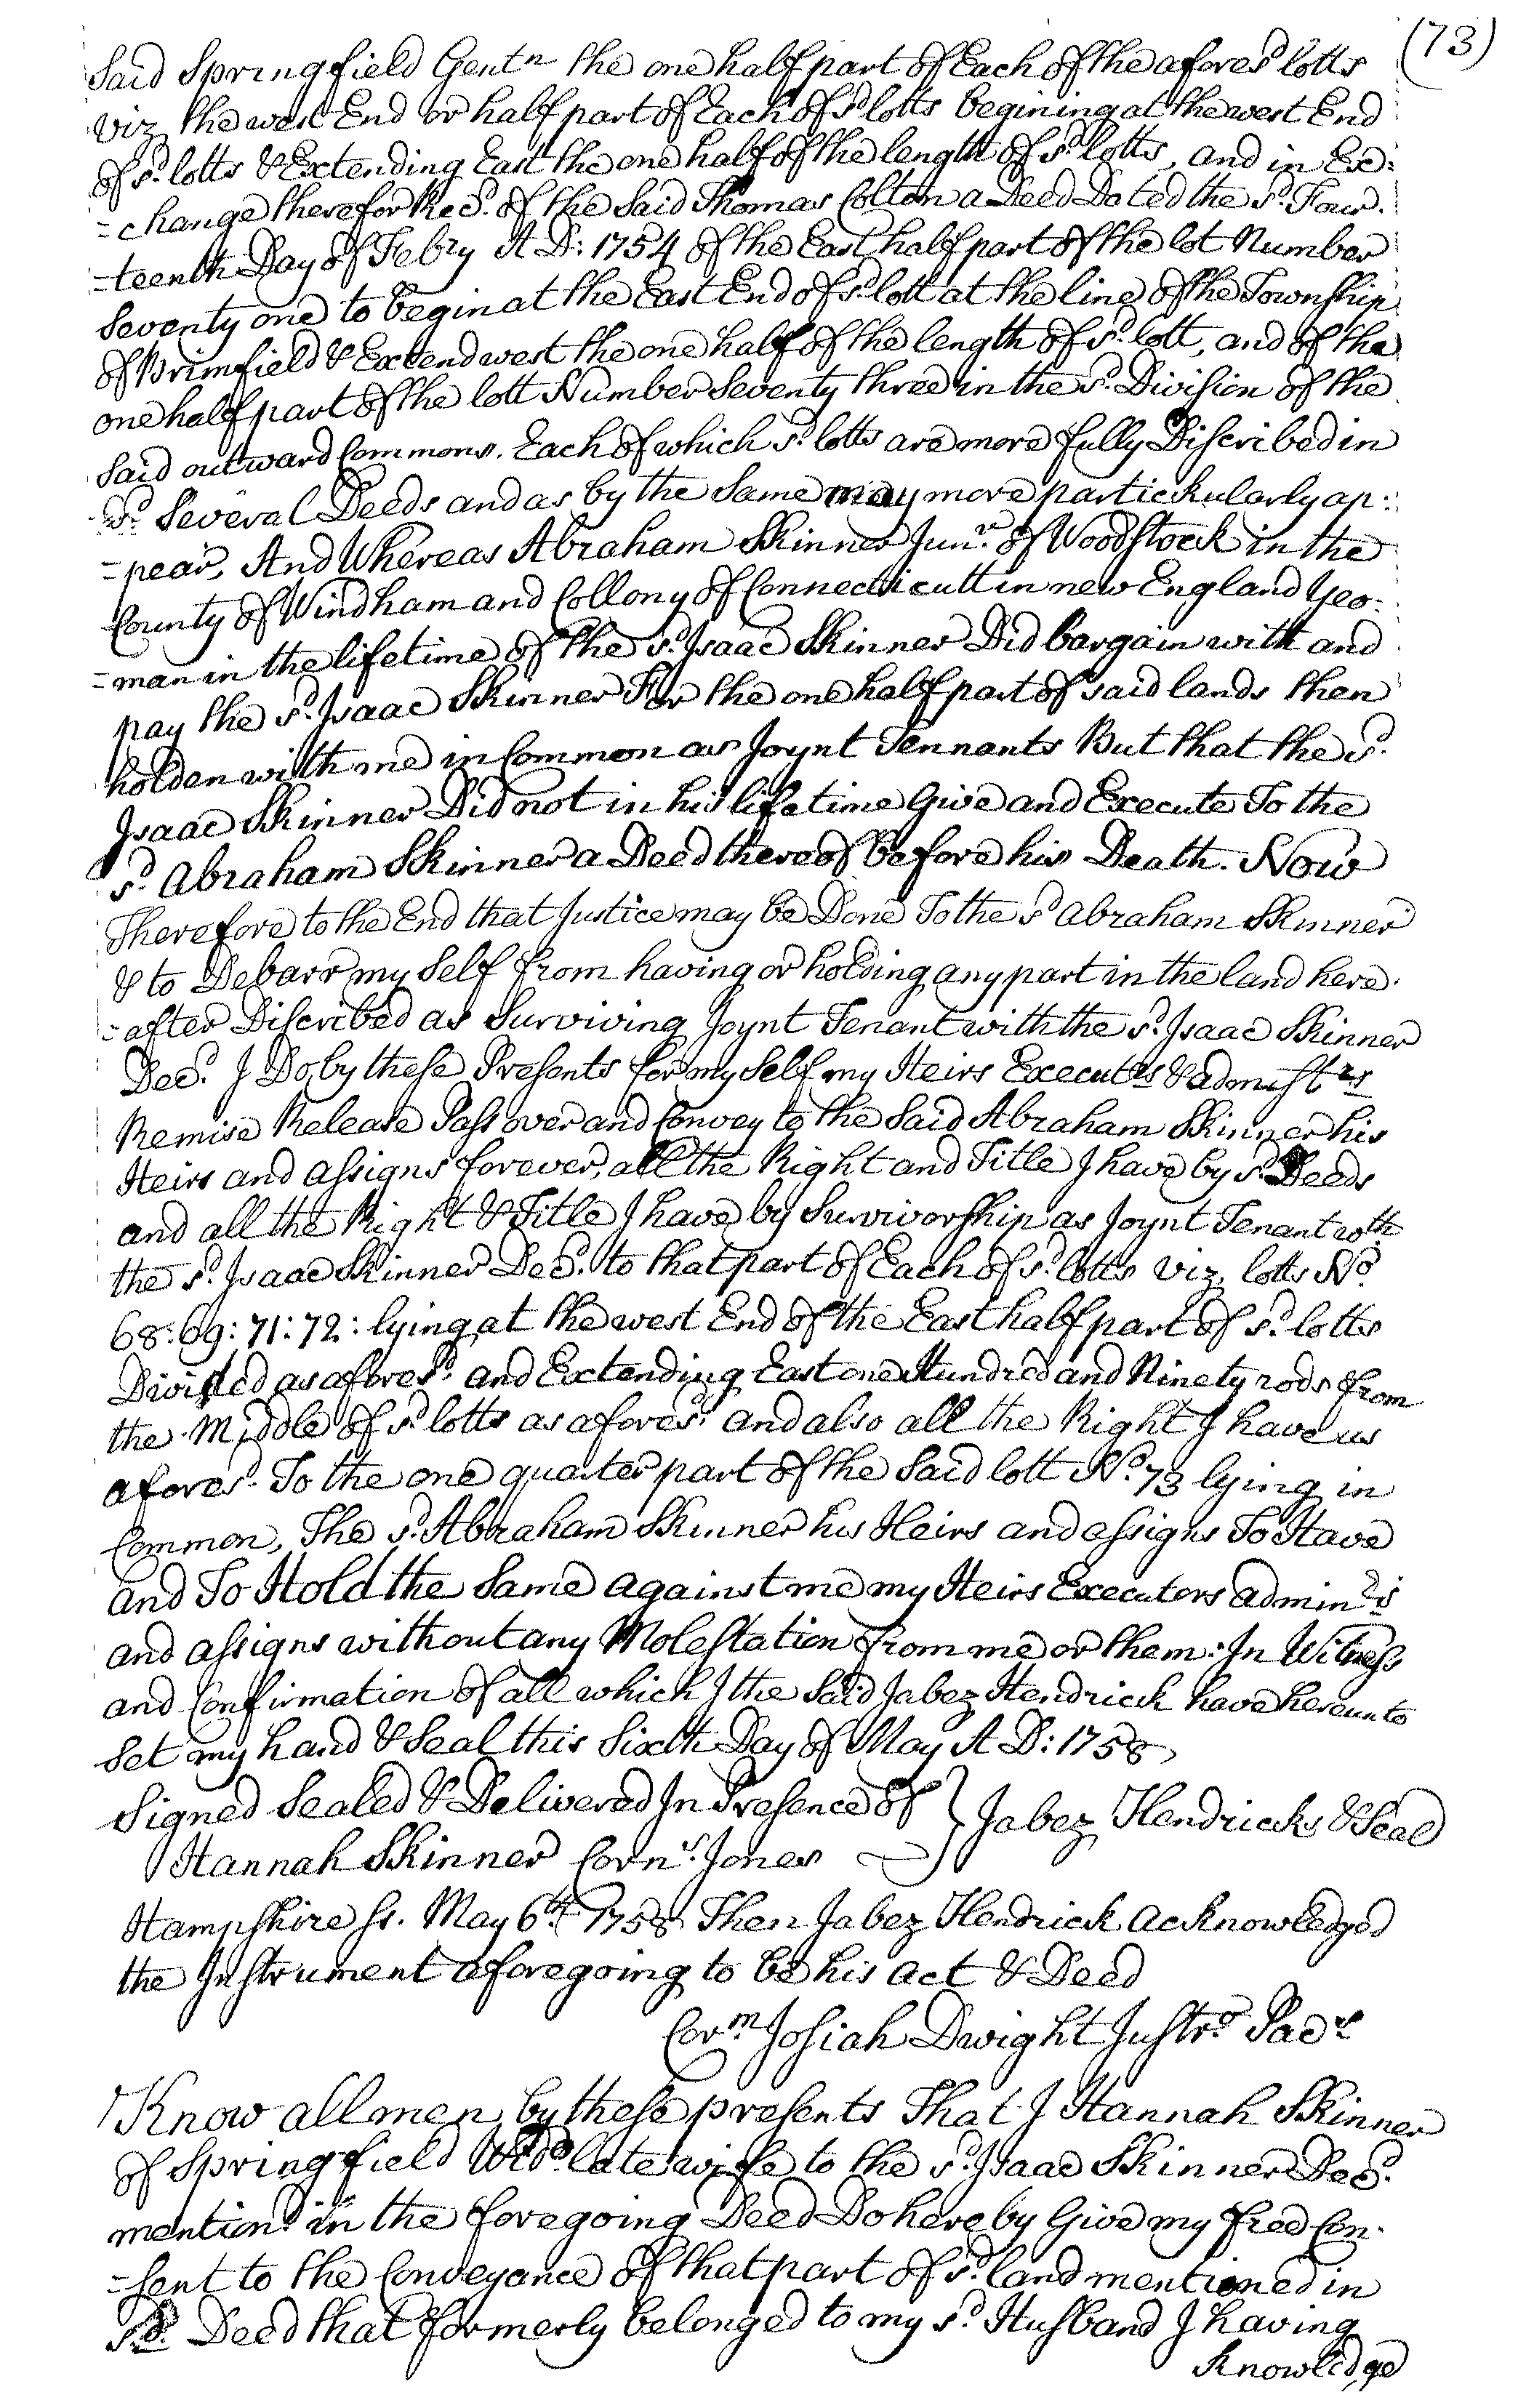 (73)
Said Springfield Gentn the one half part of Each of the afores.d lotts
viz the west End or half part of Each of s.d lotts begining at the west End
of s.d lotts & Extending East the one half of the length of s.d lotts, and in Ex:
=change therefor Rec.d of the Said Thomas Colton a Deed Dated the s.d Four.
=teenth Day of Febry A D: 1754 of the East half part of the lot Number
Seventy one to begin at the East End of s.d lott at the line of the Township
of Brimfield & Extend west the one half of the length of s.d lott, and of the
one half part of the lott Number Seventy three in the s.d Division of the
Said outward Commons. Each of which s.d lotts are more fully Discribed in
s.d Several Deeds and as by the Same may more partickularly ap:
=pear, And Whereas Abraham Skinner Jun.r of Woodstock in the
County of Windham and Collony of Connecticutt in new England Yeo:
=man in the lifetime of the s.d Isaac Skinner Did bargain with and
pay the s.d Isaac Skinner For the one half part of said lands then
holden with me in Common as Joynt Tennants But that the s.d
Isaac Skinner Did not in his life time Give and Execute To the
s.d Abraham Skinner a Deed thereof before his Death. Now
Therefore to the End that Justice may be Done To the s.d Abraham Skinner
& to Debarr my Self from having or holding any part in the land here:
=after Discribed as Surviving Joynt Tenant with the s.d Isaac Skinner
Dec.d I Do by these Presents for my Self my Heirs Executrs & admistrs
Remise Release Pass over and Convey to the Said Abraham Skinner his
Heirs and assigns forever, all the Right and Title I have by s.d Deeds
and all the Right & Title I have by Survivorship as Joynt Tenant wth
the s.d Isaac Skinner Dec.d to that part of Each of s.d lotts viz, lotts No.
68: 69: 71: 72: lying at the west End of the East half part of s.d lotts
Divided as afores.d and Extending East one Hundred and Ninety rods from
the Middle of s.d lotts as afores.d and also all the Right I have as
afores.d To the one quarter part of the Said lott No. 73 lying in
Common, The s.d Abraham Skinner his Heirs and assigns To Have
and To Hold the Same against me my Heirs Executors admin.rs
and assigns without any Molestation from me or them: In Witness
and Confirmation of all which I the Said Jabez Hendrick have hereunto
Set my hand & Seal this Sixth Day of May A D: 1758
Signed Sealed & Delivered In Presence of } Jabez Hendricks & Seal
Hannah Skinner Corn.s Jones
Hampshire ss. May 6th 1758 Then Jabez Hendrick acknowledged
the Instrument aforegoing to be his act & Deed
Cor.m Josiah Dwight Justs. Pacs
Know all men by these presents That I Hannah Skinner
of Springfield Wido. late wife to the s.d Isaac Skinner Dec.d
mention.d in the foregoing Deed Do hereby Give my free Con:
=sent to the Conveyance of that part of s.d land mentioned in
s.d Deed that formerly belonged to my s.d Husband I having
Knowledge